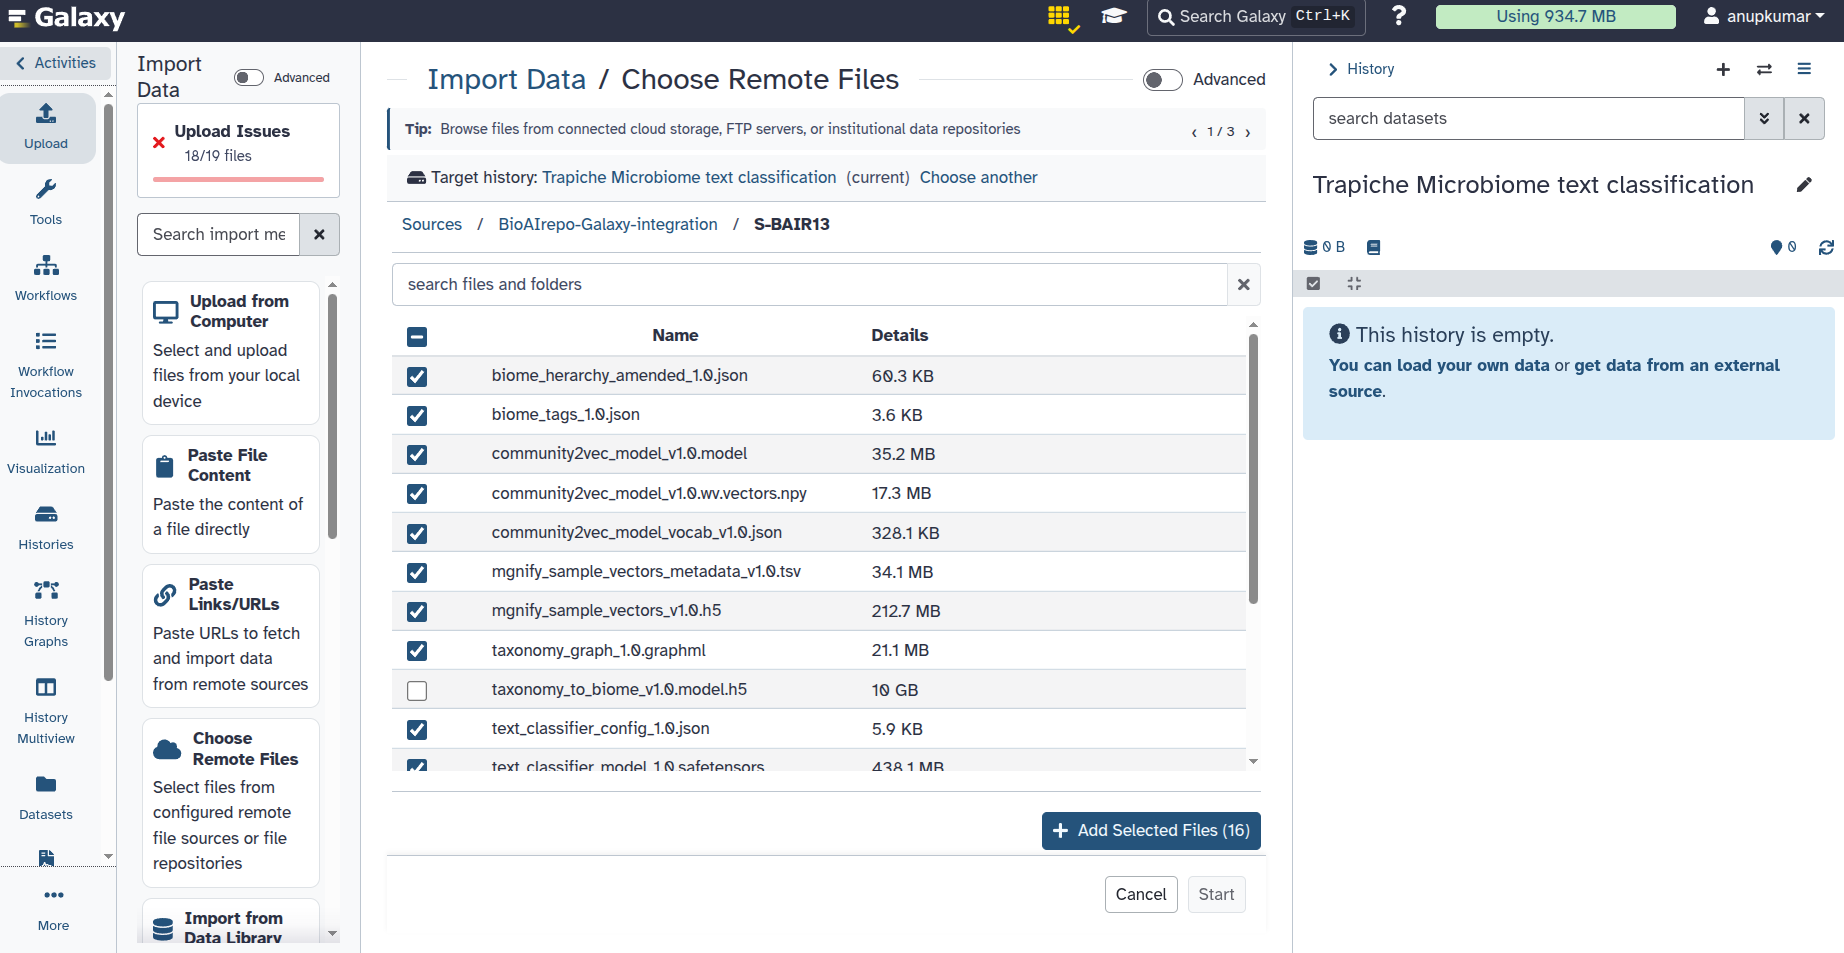 Galaxy
Search Galaxy Ctrl+K
?
Using 934.7 MB
anupkumar
Activities
Upload
Tools
Workflows
Workflow
Invocations
Visualization
Histories
History
Graphs
History
Multiview
Datasets
More
Import
Data
Advanced
Upload Issues
18/19 files
Search import me
Upload from
Computer
Select and upload
files from your local
device
Paste File
Content
Paste the content of
a file directly
Paste
Links/URLs
Paste URLs to fetch
and import data
from remote sources
Choose
Remote Files
Select files from
configured remote
file sources or file
repositories
Import from
Data Library
Import Data / Choose Remote Files
Advanced
Tip: Browse files from connected cloud storage, FTP servers, or institutional data repositories
‹ 1 / 3 ›
Target history: Trapiche Microbiome text classification (current) Choose another
Sources / BioAIrepo-Galaxy-integration / S-BAIR13
search files and folders
Name Details
biome_herarchy_amended_1.0.json 60.3 KB
biome_tags_1.0.json 3.6 KB
community2vec_model_v1.0.model 35.2 MB
community2vec_model_v1.0.wv.vectors.npy 17.3 MB
community2vec_model_vocab_v1.0.json 328.1 KB
mgnify_sample_vectors_metadata_v1.0.tsv 34.1 MB
mgnify_sample_vectors_v1.0.h5 212.7 MB
taxonomy_graph_1.0.graphml 21.1 MB
taxonomy_to_biome_v1.0.model.h5 10 GB
text_classifier_config_1.0.json 5.9 KB
text_classifier_model_1.0.safetensors 438.1 MB
+ Add Selected Files (16)
Cancel
Start
History
search datasets
Trapiche Microbiome text classification
0 B
0
This history is empty.
You can load your own data or get data from an external
source.